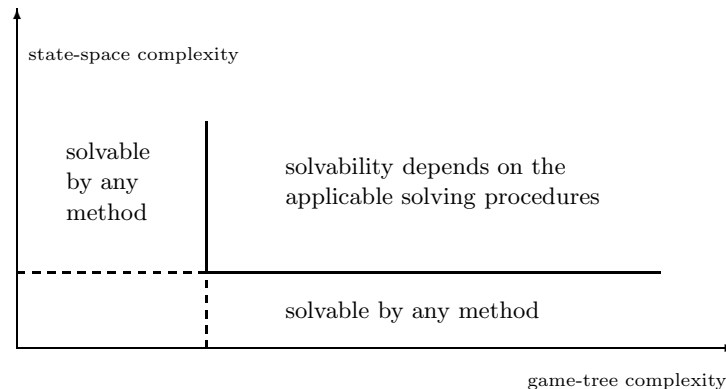 state-space complexity
solvable
by any
method
solvability depends on the
applicable solving procedures
solvable by any method
game-tree complexity